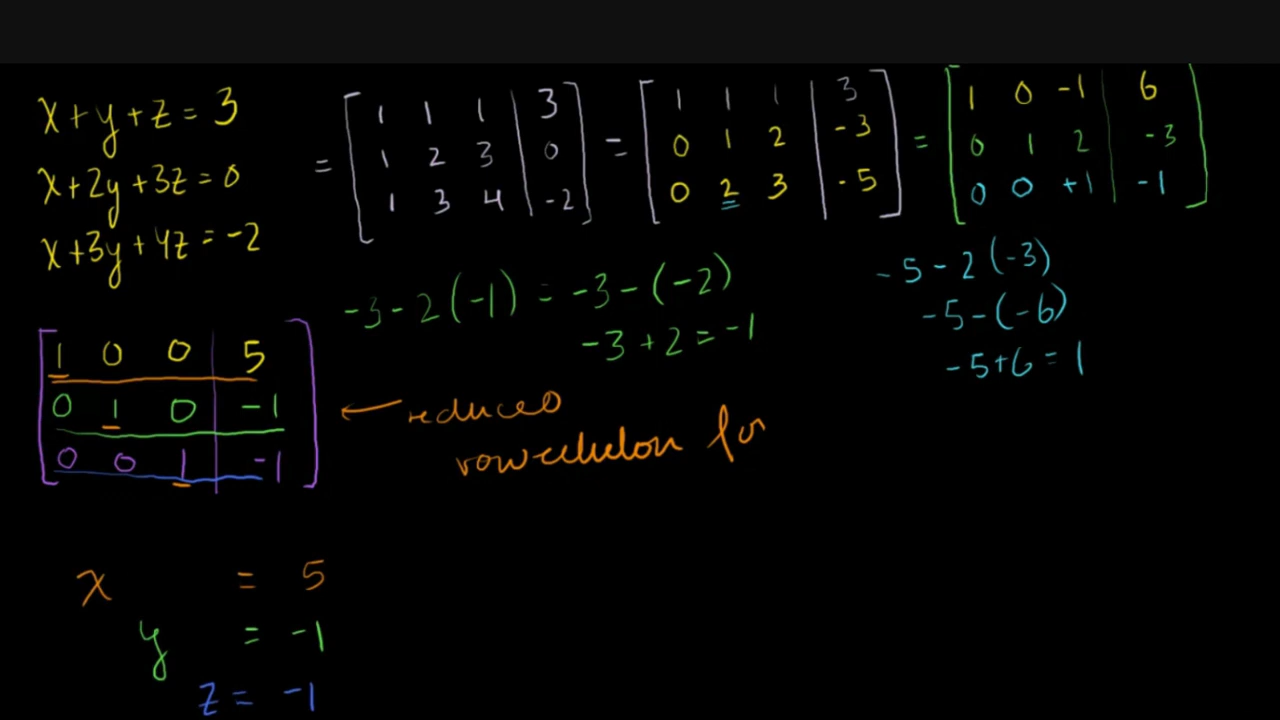 x+y+z=3
x+2y+3z=0
x+3y+4z=-2
= [ 1 1 1 | 3 ]
[ 1 2 3 | 0 ]
[ 1 3 4 | -2 ]
= [ 1 1 1 | 3 ]
[ 0 1 2 | -3 ]
[ 0 2 3 | -5 ]
= [ 1 0 -1 | 6 ]
[ 0 1 2 | -3 ]
[ 0 0 +1 | -1 ]
-3-2(-1) = -3-(-2)
-3+2=-1
-5-2(-3)
-5-(-6)
-5+6=1
[ 1 0 0 | 5 ]
[ 0 1 0 | -1 ]
[ 0 0 1 | -1 ]
← reduced
row echelon for
x = 5
y = -1
z = -1